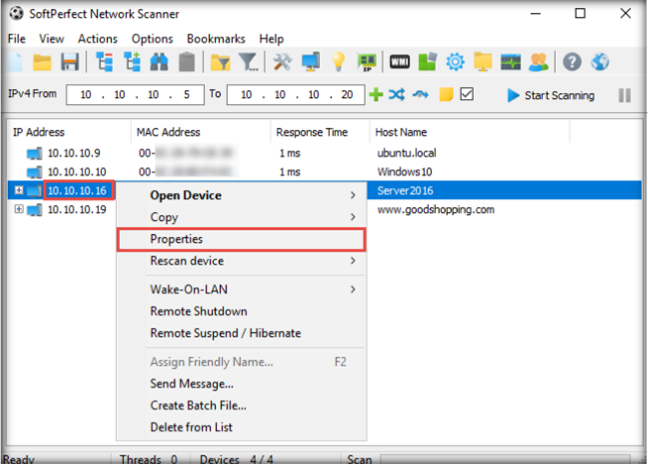 SoftPerfect Network Scanner
File View Actions Options Bookmarks Help
WMI
IP
IPv4 From 10 . 10 . 10 . 5 To 10 . 10 . 10 . 20 Start Scanning
IP Address MAC Address Response Time Host Name
10.10.10.9 00- 1 ms ubuntu.local
10.10.10.10 00- 1 ms Windows10
10.10.10.16 Server2016
10.10.10.19 www.goodshopping.com
Open Device
Copy
Properties
Rescan device
Wake-On-LAN
Remote Shutdown
Remote Suspend / Hibernate
Assign Friendly Name... F2
Send Message...
Create Batch File...
Delete from List
Ready Threads 0 Devices 4 / 4 Scan